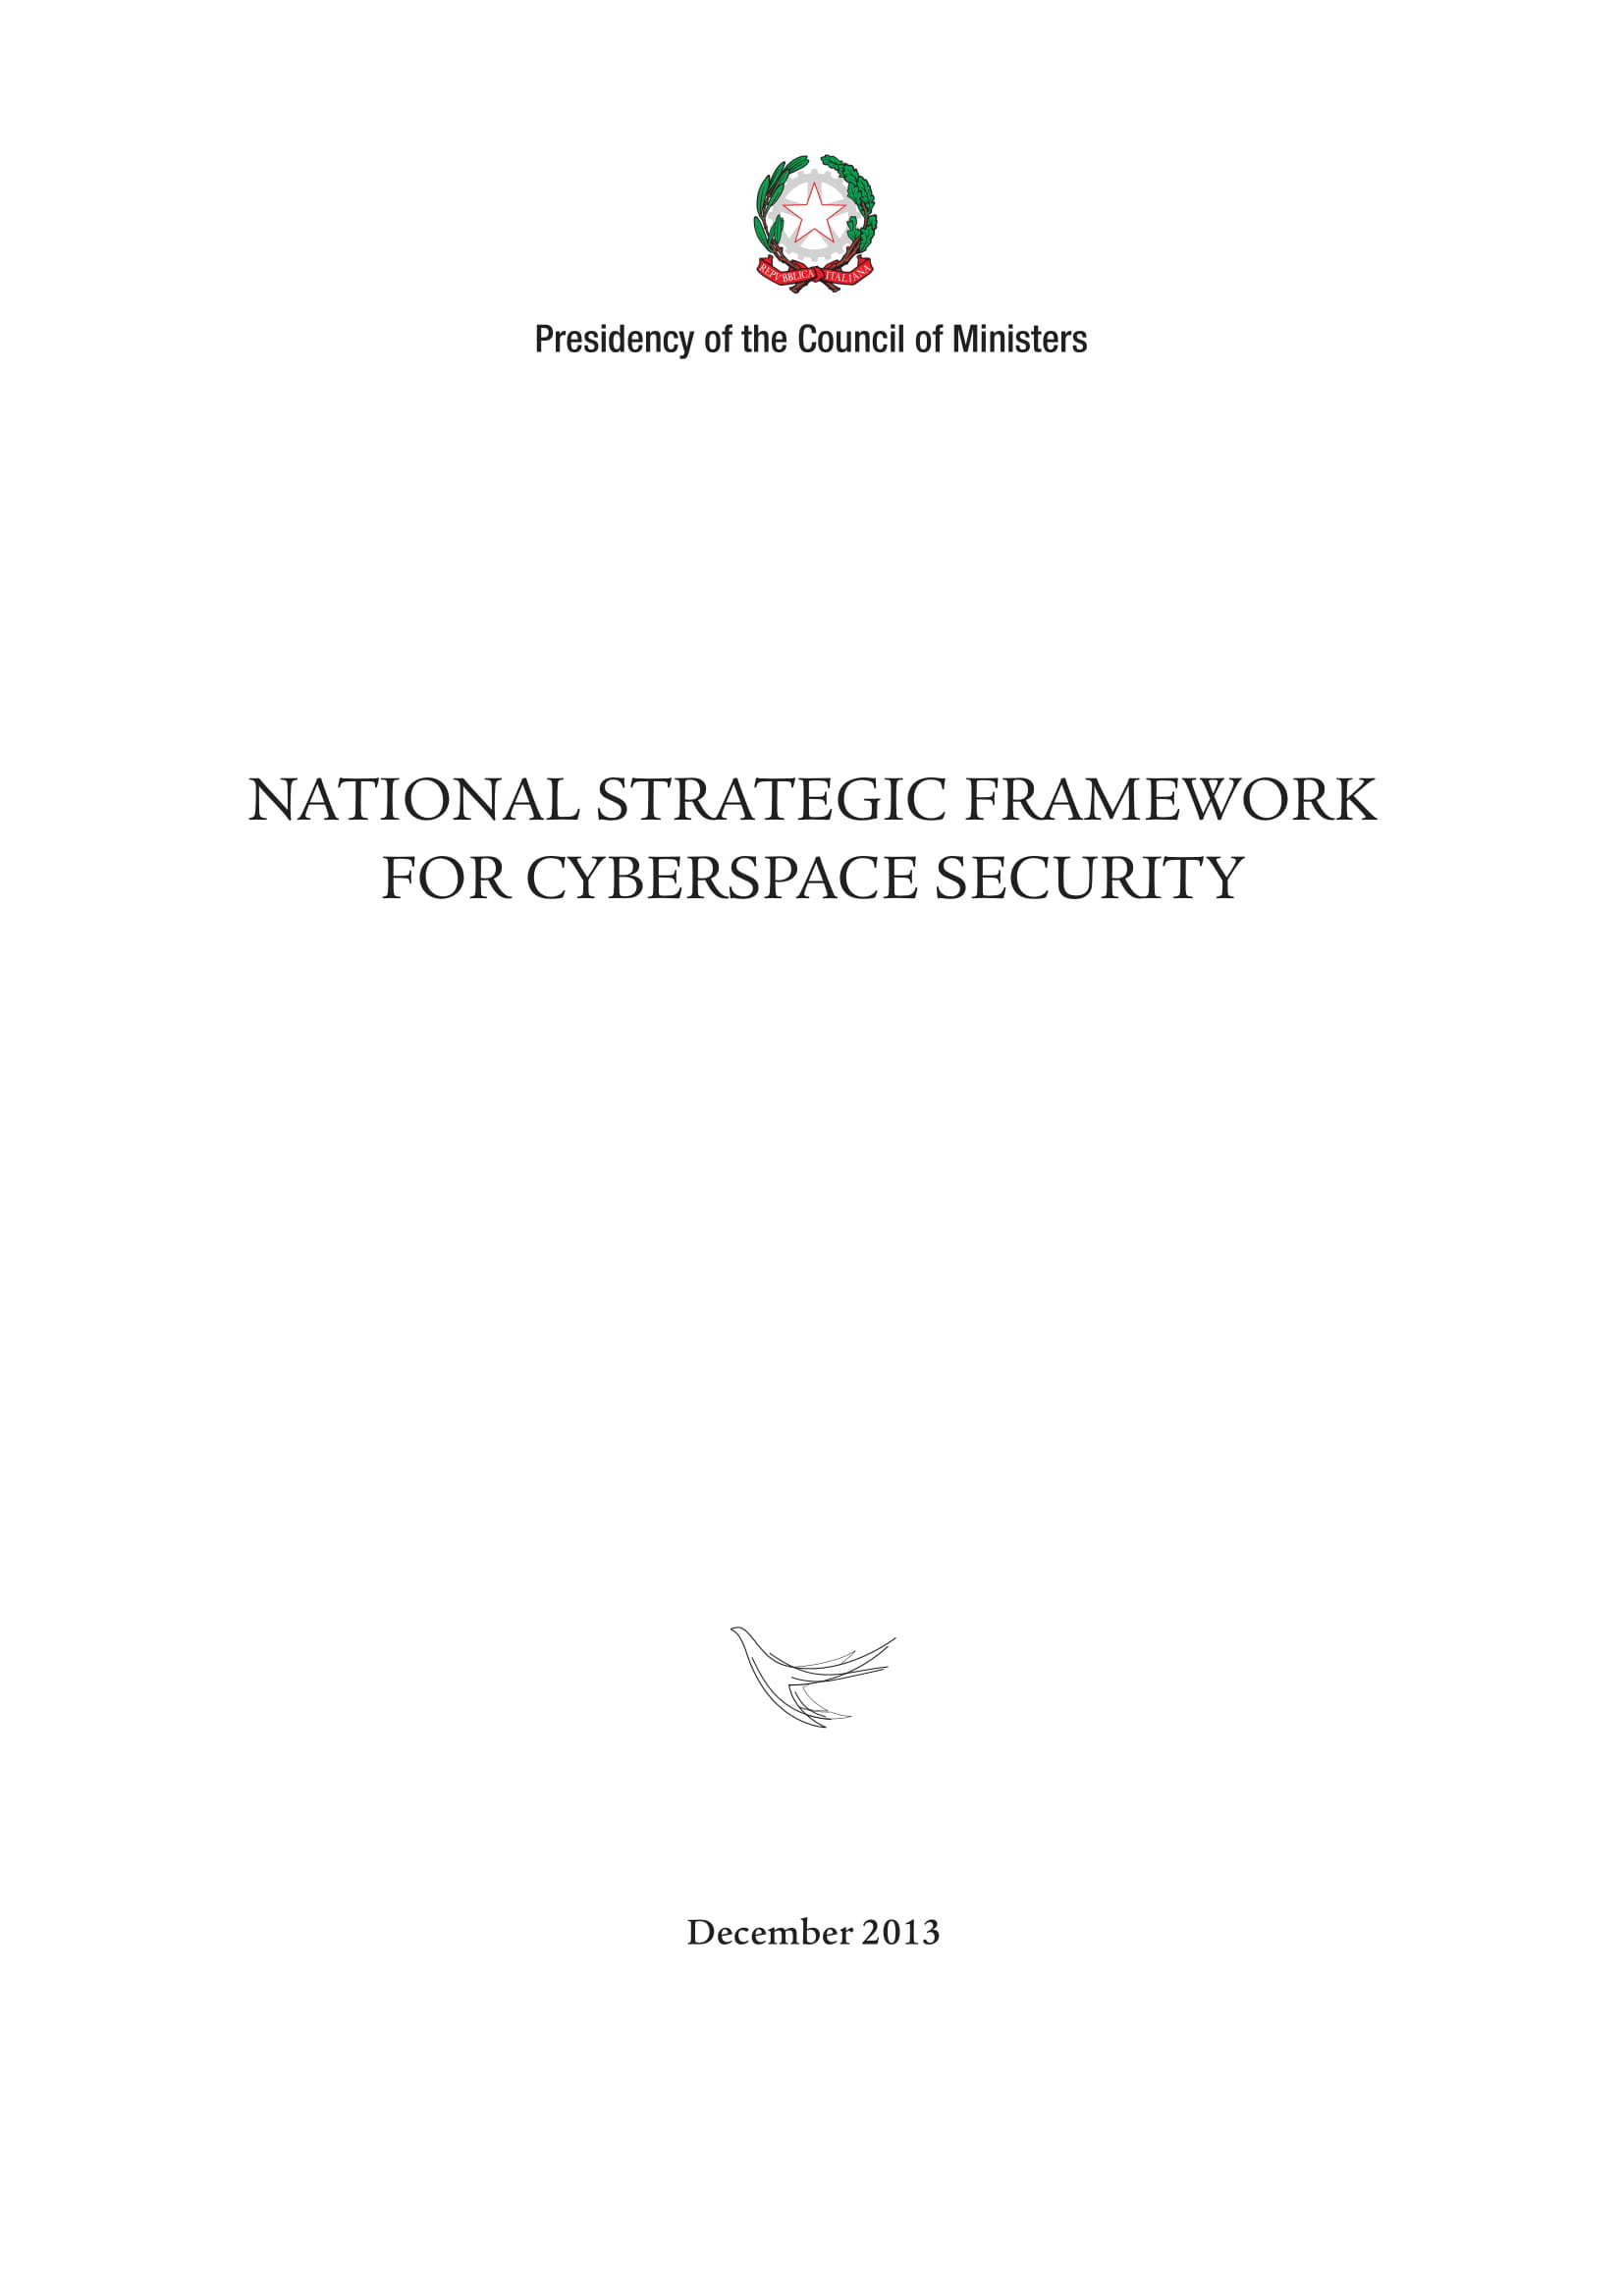 REPVBBLICA ITALIANA
Presidency of the Council of Ministers
NATIONAL STRATEGIC FRAMEWORK
FOR CYBERSPACE SECURITY
December 2013